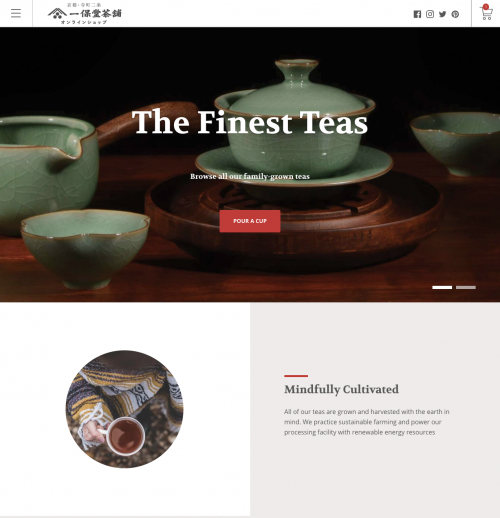 京都・寺町二条
一保堂茶舗
オンラインショップ
1
The Finest Teas
Browse all our family-grown teas
POUR A CUP
Mindfully Cultivated
All of our teas are grown and harvested with the earth in
mind. We practice sustainable farming and power our
processing facility with renewable energy resources